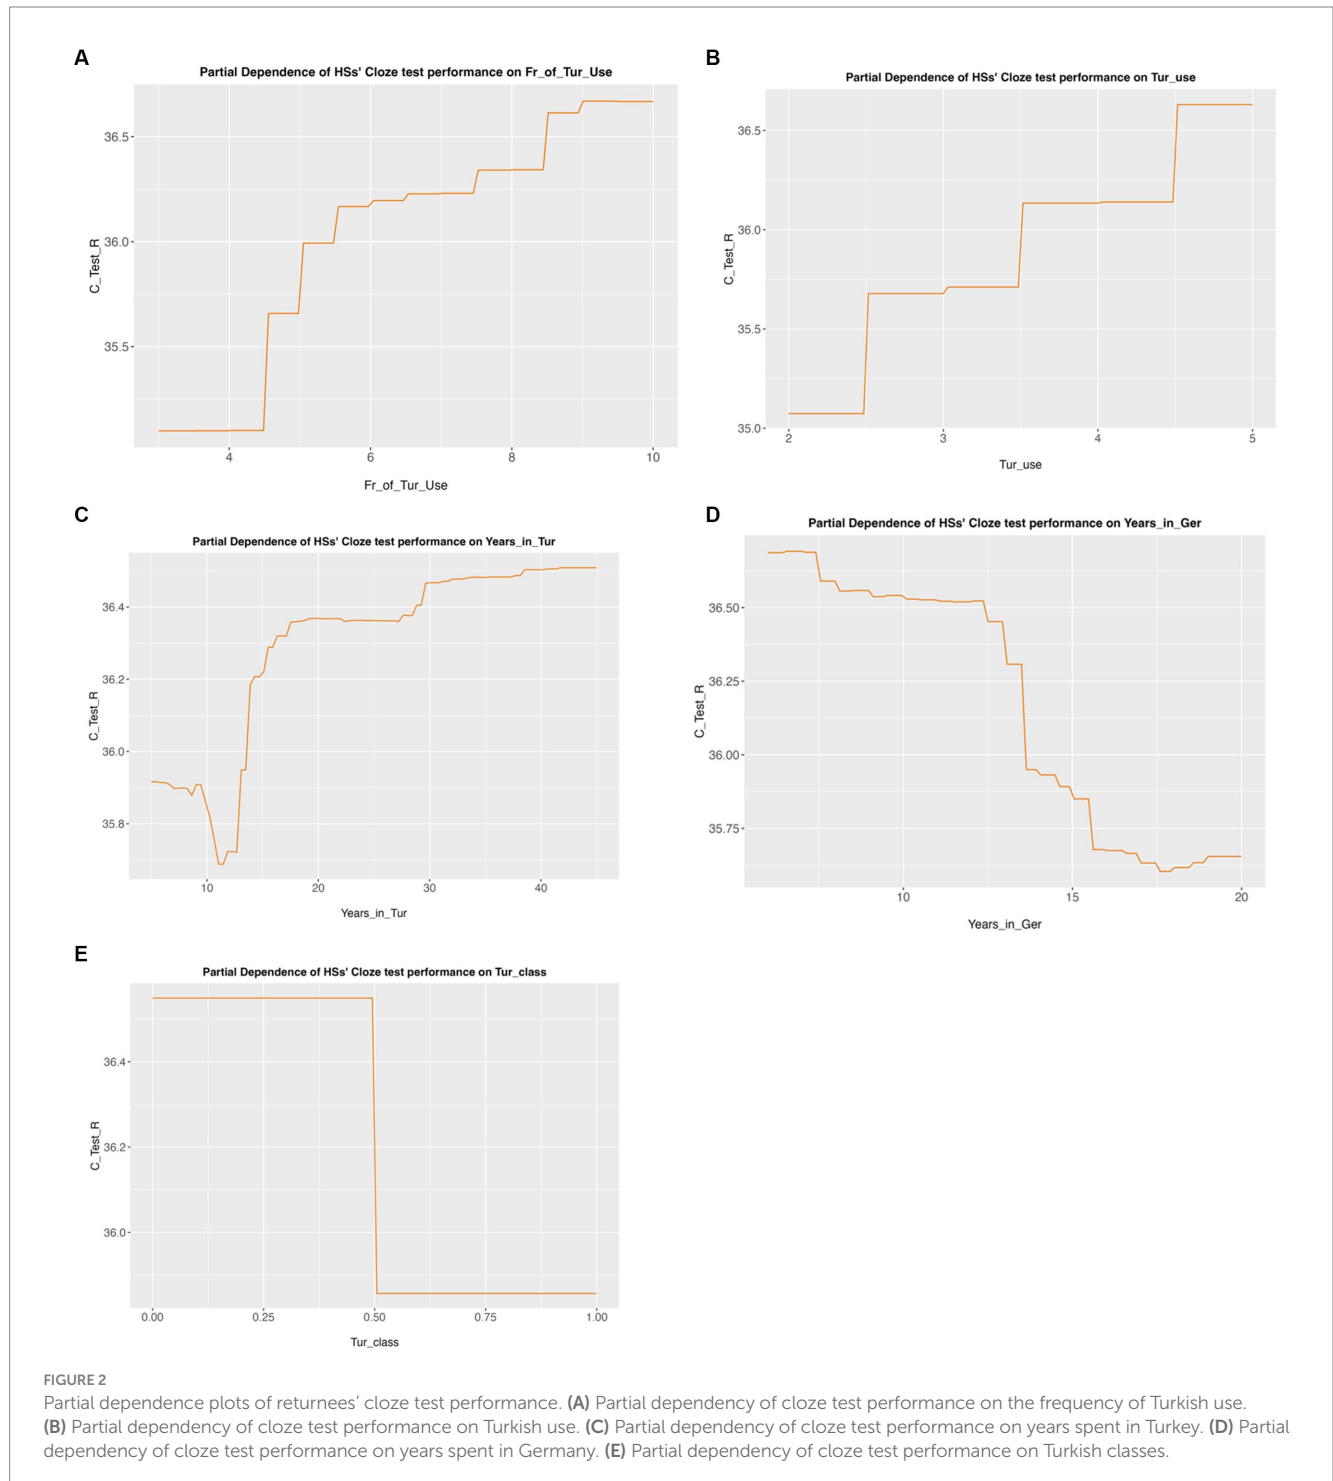 A
Partial Dependence of HSs' Cloze test performance on Fr_of_Tur_Use
36.5
36.0
35.5
C_Test_R
4 6 8 10
Fr_of_Tur_Use
B
Partial Dependence of HSs' Cloze test performance on Tur_use
36.5
36.0
35.5
35.0
C_Test_R
2 3 4 5
Tur_use
C
Partial Dependence of HSs' Cloze test performance on Years_in_Tur
36.4
36.2
36.0
35.8
C_Test_R
10 20 30 40
Years_in_Tur
D
Partial Dependence of HSs' Cloze test performance on Years_in_Ger
36.50
36.25
36.00
35.75
C_Test_R
10 15 20
Years_in_Ger
E
Partial Dependence of HSs' Cloze test performance on Tur_class
36.4
36.2
36.0
C_Test_R
0.00 0.25 0.50 0.75 1.00
Tur_class
FIGURE 2
Partial dependence plots of returnees' cloze test performance. (A) Partial dependency of cloze test performance on the frequency of Turkish use.
(B) Partial dependency of cloze test performance on Turkish use. (C) Partial dependency of cloze test performance on years spent in Turkey. (D) Partial
dependency of cloze test performance on years spent in Germany. (E) Partial dependency of cloze test performance on Turkish classes.